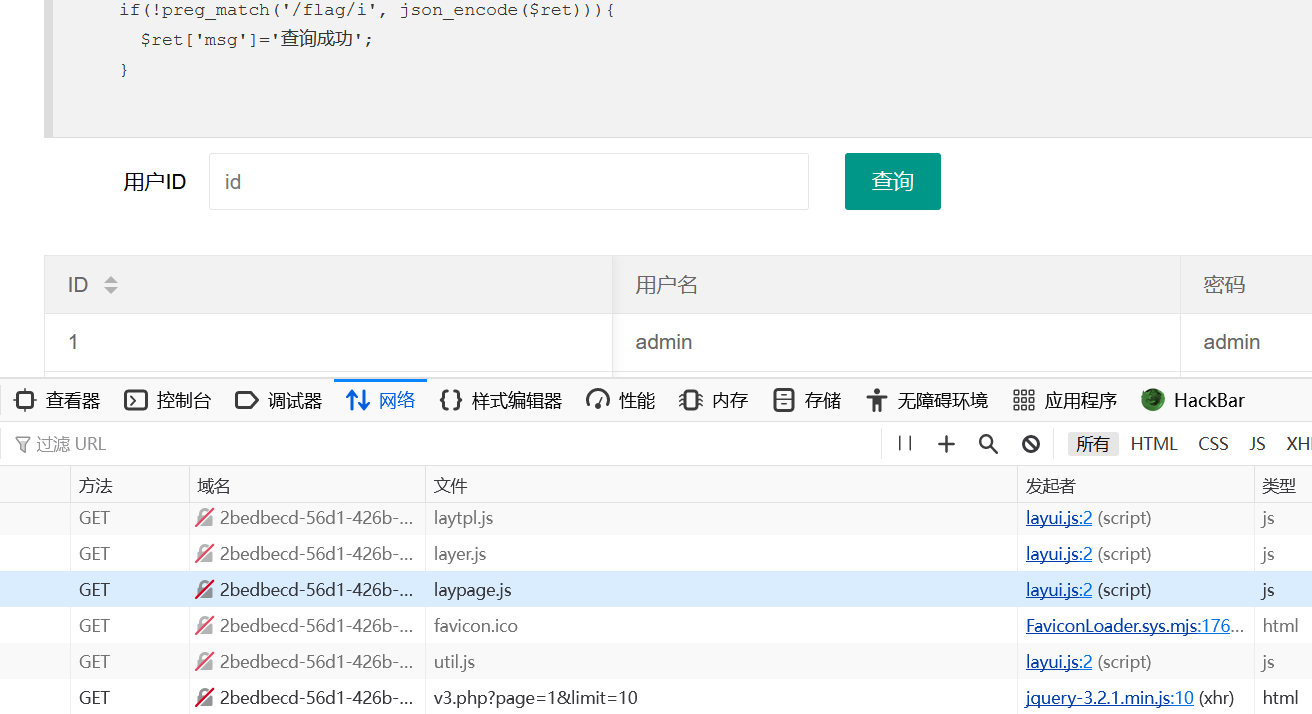 if(!preg_match('/flag/i', json_encode($ret))){
$ret['msg']='查询成功';
}
用户ID id 查询
ID 用户名 密码
1 admin admin
查看器 控制台 调试器 网络 样式编辑器 性能 内存 存储 无障碍环境 应用程序 HackBar
过滤 URL 所有 HTML CSS JS XH
方法 域名 文件 发起者 类型
GET 2bedbecd-56d1-426b-... laytpl.js layui.js:2 (script) js
GET 2bedbecd-56d1-426b-... layer.js layui.js:2 (script) js
GET 2bedbecd-56d1-426b-... laypage.js layui.js:2 (script) js
GET 2bedbecd-56d1-426b-... favicon.ico FaviconLoader.sys.mjs:176... html
GET 2bedbecd-56d1-426b-... util.js layui.js:2 (script) js
GET 2bedbecd-56d1-426b-... v3.php?page=1&limit=10 jquery-3.2.1.min.js:10 (xhr) html